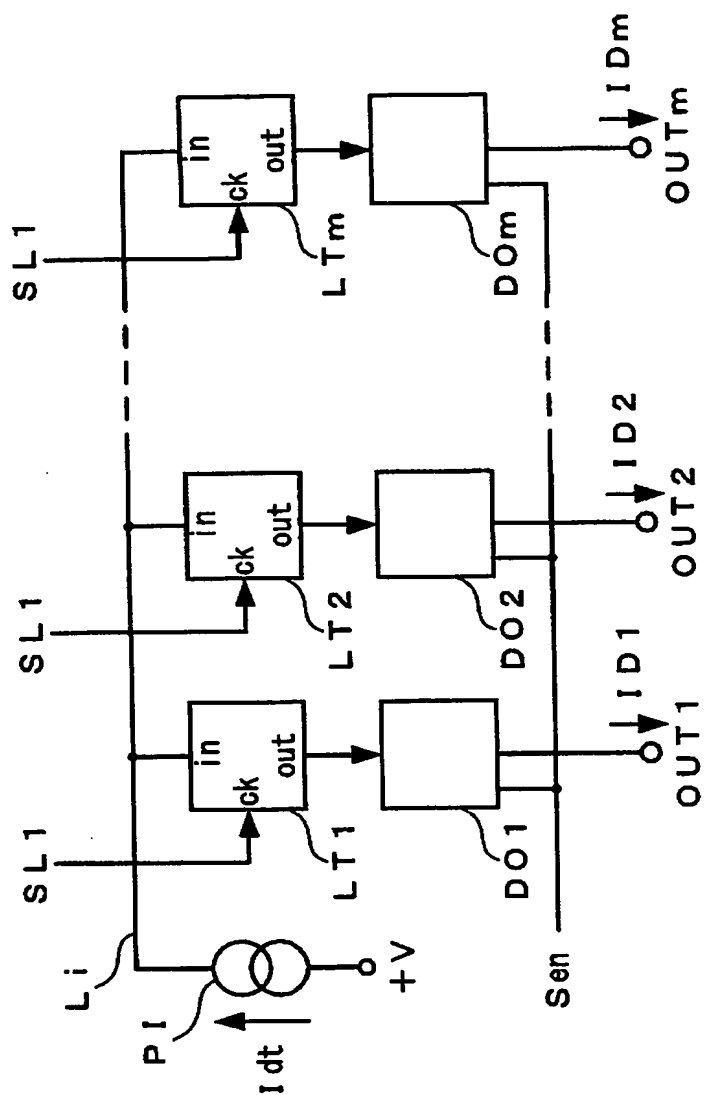 SL1
SL1
SL1
Li
in
ck
out
in
ck
out
in
ck
out
PI
Idt
+V
LT1
LT2
LTm
DO1
DO2
DOm
Sen
ID1
OUT1
ID2
OUT2
IDm
OUTm